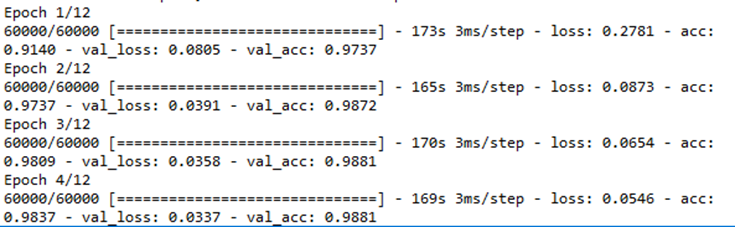 Epoch 1/12
60000/60000 [==============================] - 173s 3ms/step - loss: 0.2781 - acc:
0.9140 - val_loss: 0.0805 - val_acc: 0.9737
Epoch 2/12
60000/60000 [==============================] - 165s 3ms/step - loss: 0.0873 - acc:
0.9737 - val_loss: 0.0391 - val_acc: 0.9872
Epoch 3/12
60000/60000 [==============================] - 170s 3ms/step - loss: 0.0654 - acc:
0.9809 - val_loss: 0.0358 - val_acc: 0.9881
Epoch 4/12
60000/60000 [==============================] - 169s 3ms/step - loss: 0.0546 - acc:
0.9837 - val_loss: 0.0337 - val_acc: 0.9881